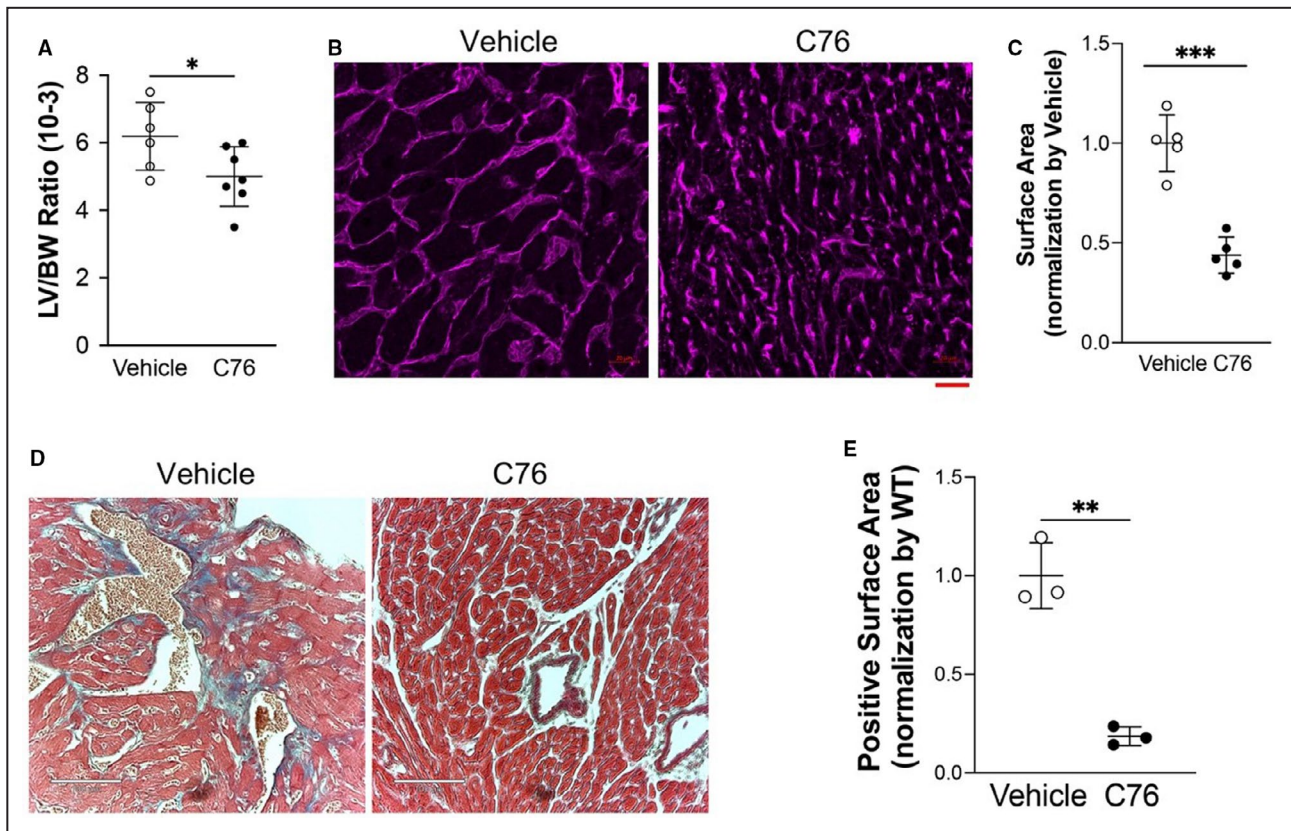 A
LV/BW Ratio (10-3)
8
6
4
2
0
*
Vehicle
C76
B
Vehicle
C76
20 µm
C
Surface Area
(normalization by Vehicle)
1.5
1.0
0.5
0.0
***
Vehicle C76
D
Vehicle
C76
E
Positive Surface Area
(normalization by WT)
1.5
1.0
0.5
0.0
**
Vehicle C76